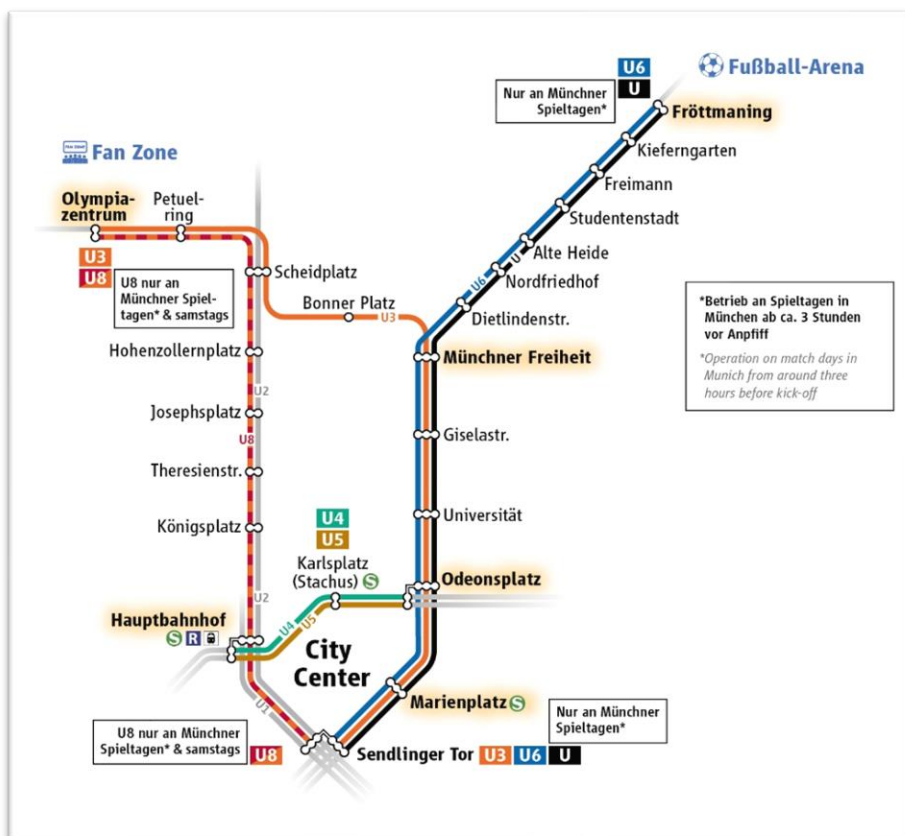 U6
U
Nur an Münchner
Spieltagen*
Fußball-Arena
Fröttmaning
Kieferngarten
Freimann
Studentenstadt
Alte Heide
Nordfriedhof
Dietlindenstr.
U
U6
FAN ZONE
Fan Zone
Olympia-
zentrum
Petuel-
ring
U3
U8
U8 nur an
Münchner Spiel-
tagen* & samstags
Scheidplatz
Bonner Platz
U3
Münchner Freiheit
*Betrieb an Spieltagen in
München ab ca. 3 Stunden
vor Anpfiff
*Operation on match days in
Munich from around three
hours before kick-off
Hohenzollernplatz
U2
Josephsplatz
U8
Giselastr.
Theresienstr.
Königsplatz
Universität
U4
U5
Karlsplatz
(Stachus) S
Odeonsplatz
U2
Hauptbahnhof
S R
U4
U5
City
Center
U1
Marienplatz S
U8 nur an Münchner
Spieltagen* & samstags
U8
Nur an Münchner
Spieltagen*
Sendlinger Tor U3 U6 U